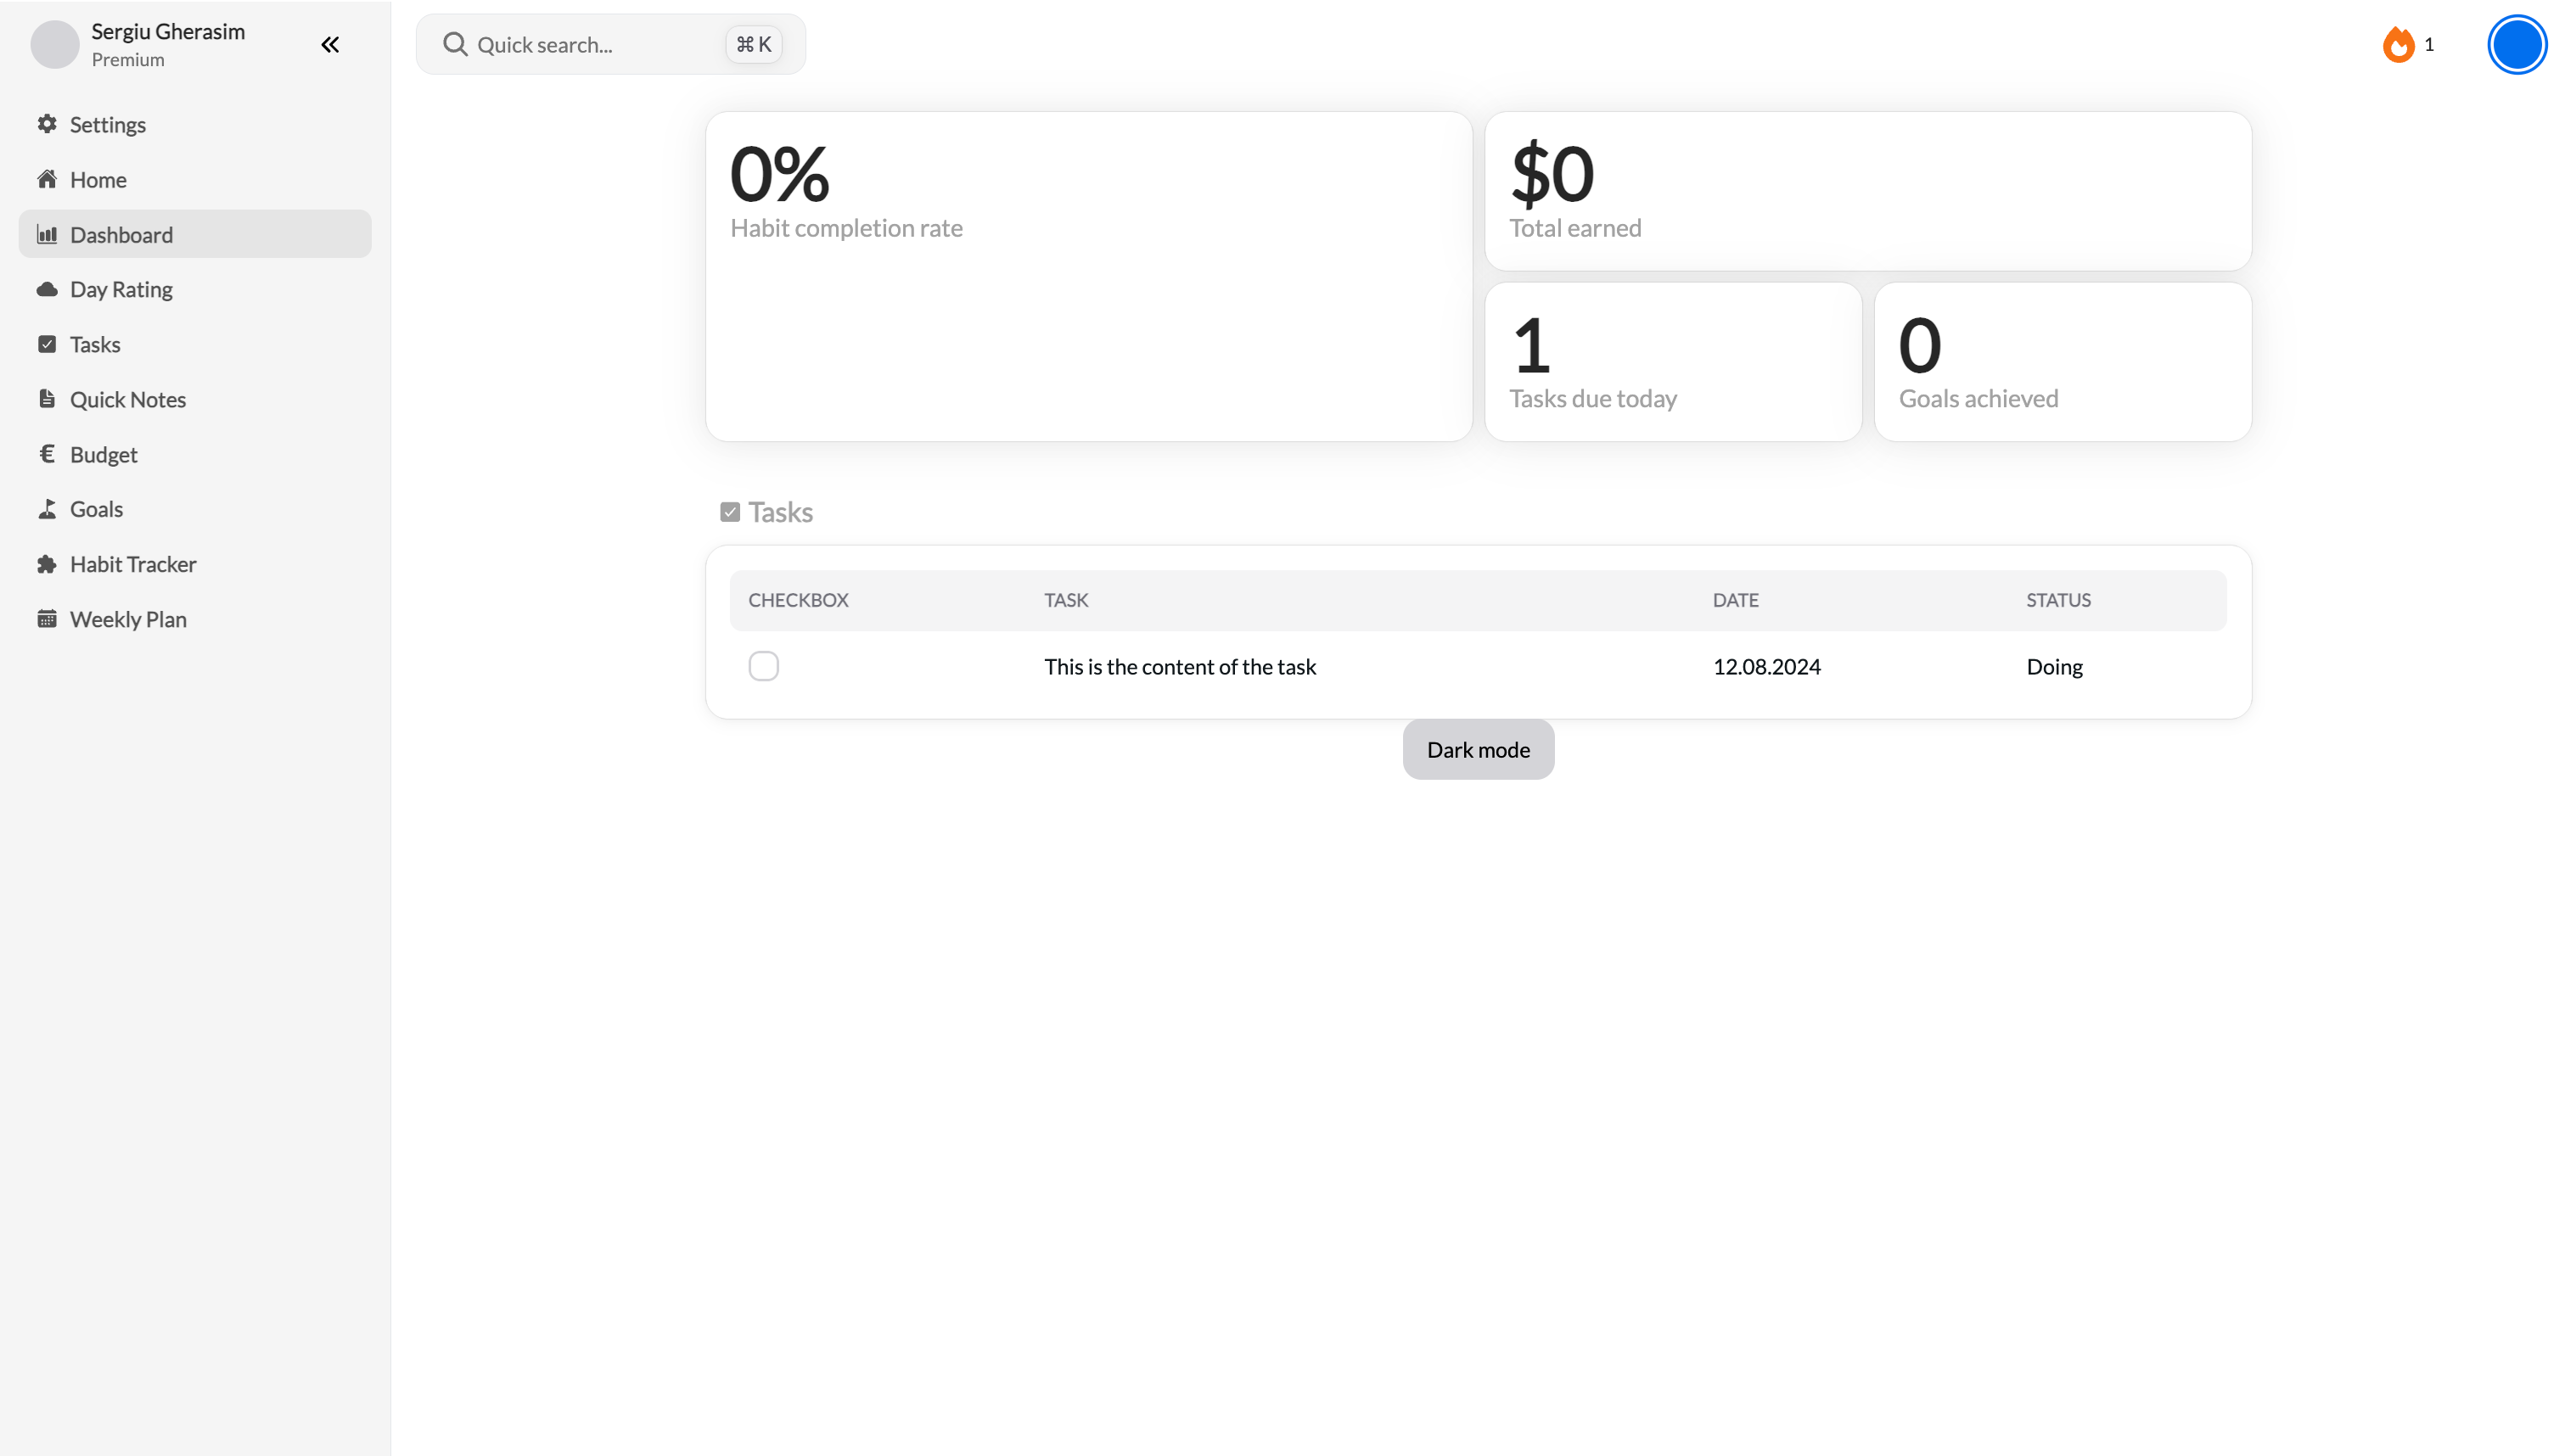 Sergiu Gherasim
Premium
Settings
Home
Dashboard
Day Rating
Tasks
Quick Notes
Budget
Goals
Habit Tracker
Weekly Plan
Quick search...
⌘ K
1
0%
Habit completion rate
$0
Total earned
1
Tasks due today
0
Goals achieved
Tasks
CHECKBOX TASK DATE STATUS
This is the content of the task 12.08.2024 Doing
Dark mode